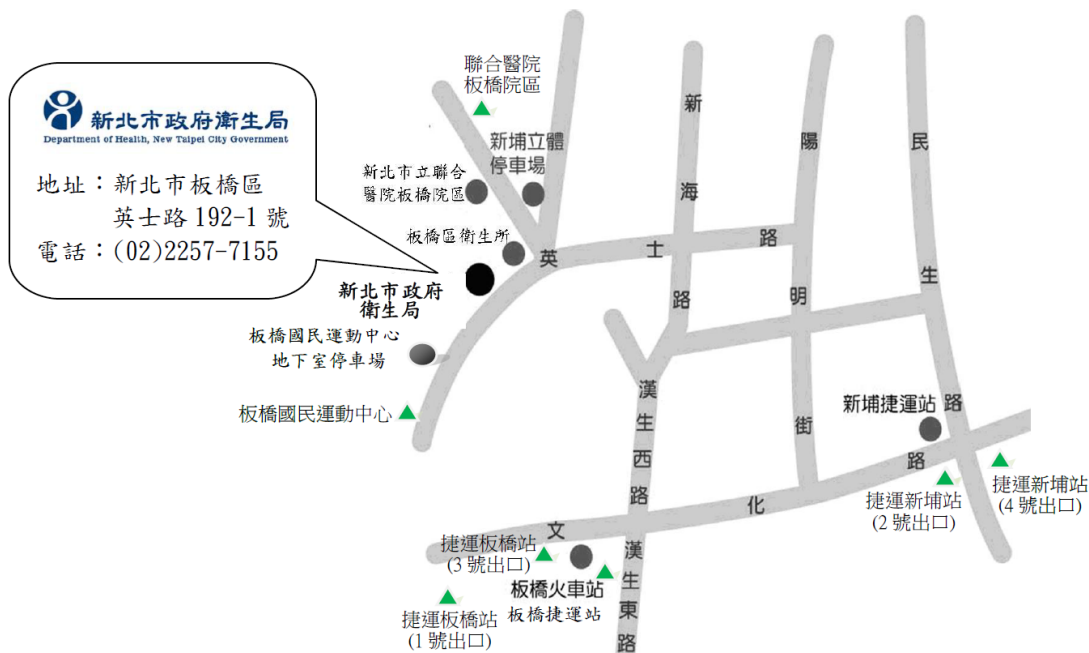 新北市政府衛生局
Department of Health, New Taipei City Government
地址：新北市板橋區
英士路 192-1 號
電話：(02)2257-7155
聯合醫院
板橋院區
新埔立體
停車場
新北市立聯合
醫院板橋院區
板橋區衛生所
新北市政府
衛生局
板橋國民運動中心
地下室停車場
板橋國民運動中心
英士路
新海路
陽明街
民生路
漢生西路
新埔捷運站
捷運新埔站
(2 號出口)
捷運新埔站
(4 號出口)
文化路
捷運板橋站
(3 號出口)
板橋火車站
板橋捷運站
捷運板橋站
(1 號出口)
漢生東路